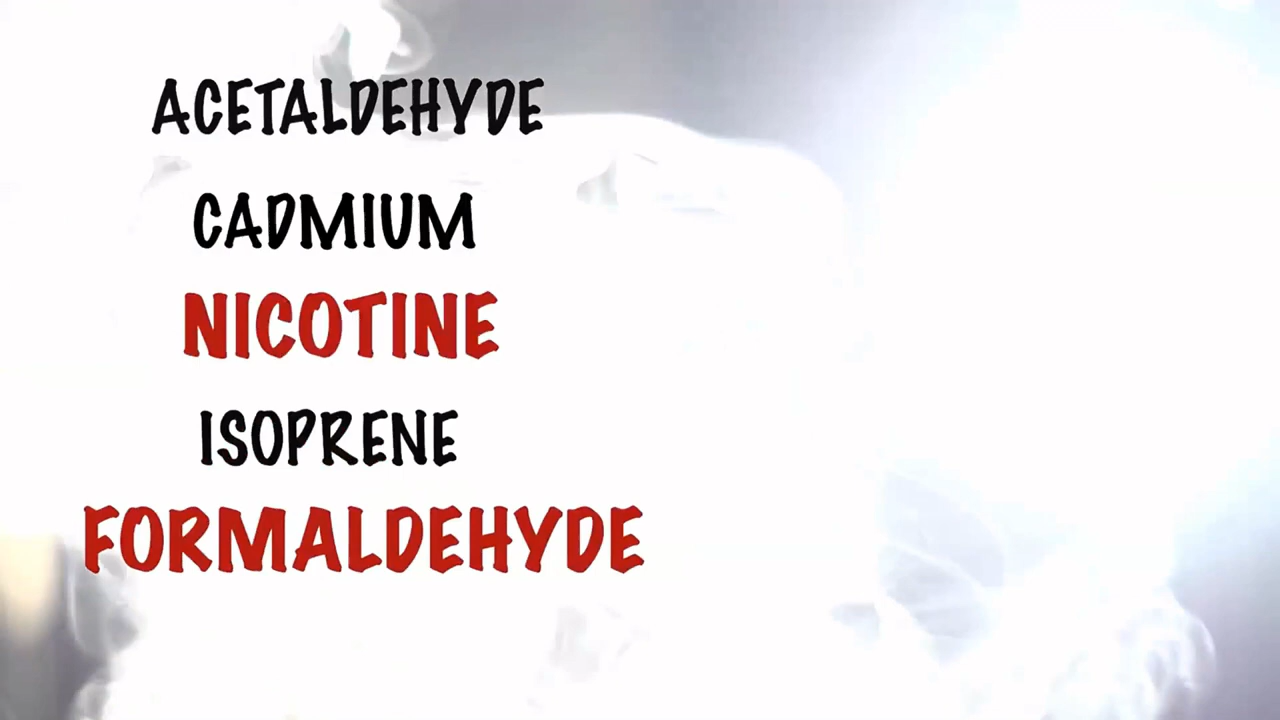 ACETALDEHYDE
CADMIUM
NICOTINE
ISOPRENE
FORMALDEHYDE